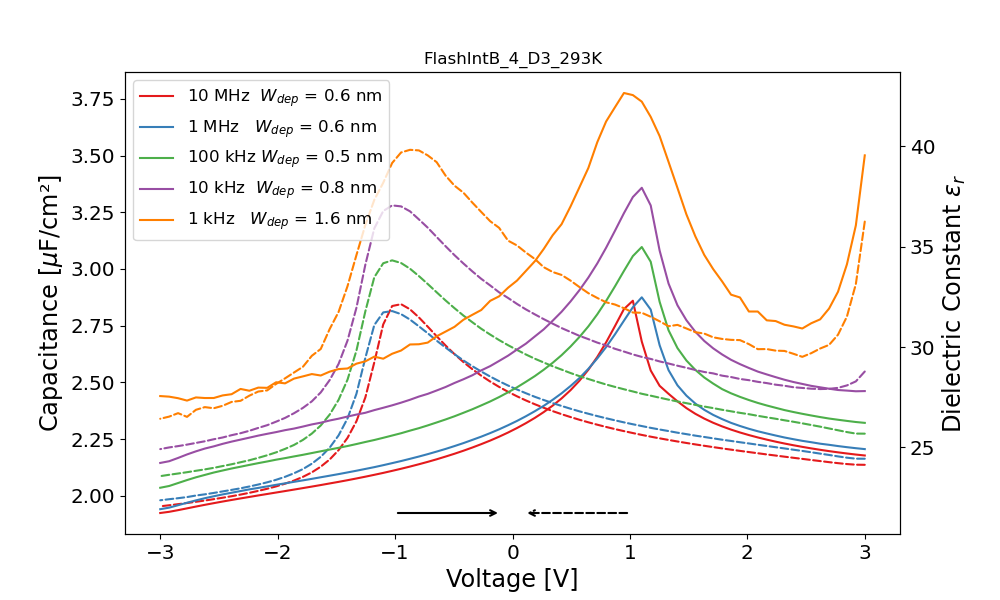 FlashIntB_4_D3_293K
10 MHz W_dep = 0.6 nm
1 MHz W_dep = 0.6 nm
100 kHz W_dep = 0.5 nm
10 kHz W_dep = 0.8 nm
1 kHz W_dep = 1.6 nm
Capacitance [μF/cm²]
3.75
3.50
3.25
3.00
2.75
2.50
2.25
2.00
40
35
30
25
Dielectric Constant ε_r
−3 −2 −1 0 1 2 3
Voltage [V]